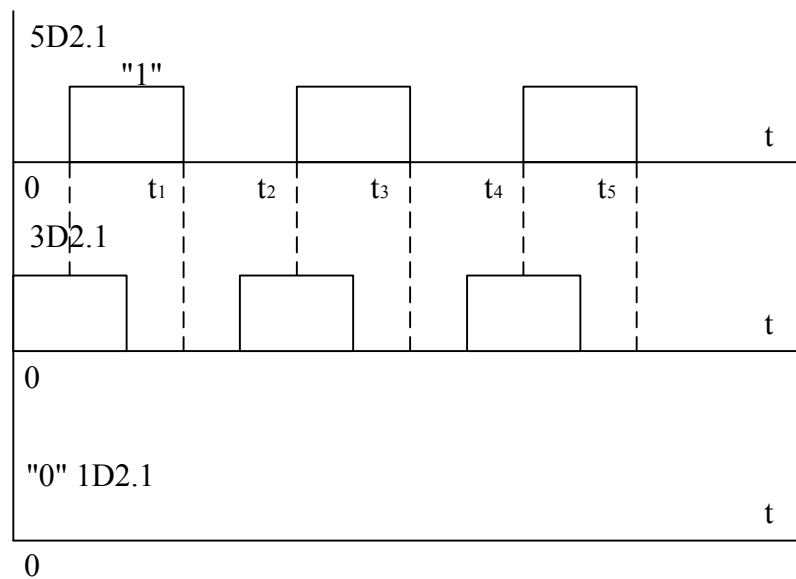 5D2.1
"1"
t
0 t₁ t₂ t₃ t₄ t₅
3D2.1
t
0
"0" 1D2.1
t
0